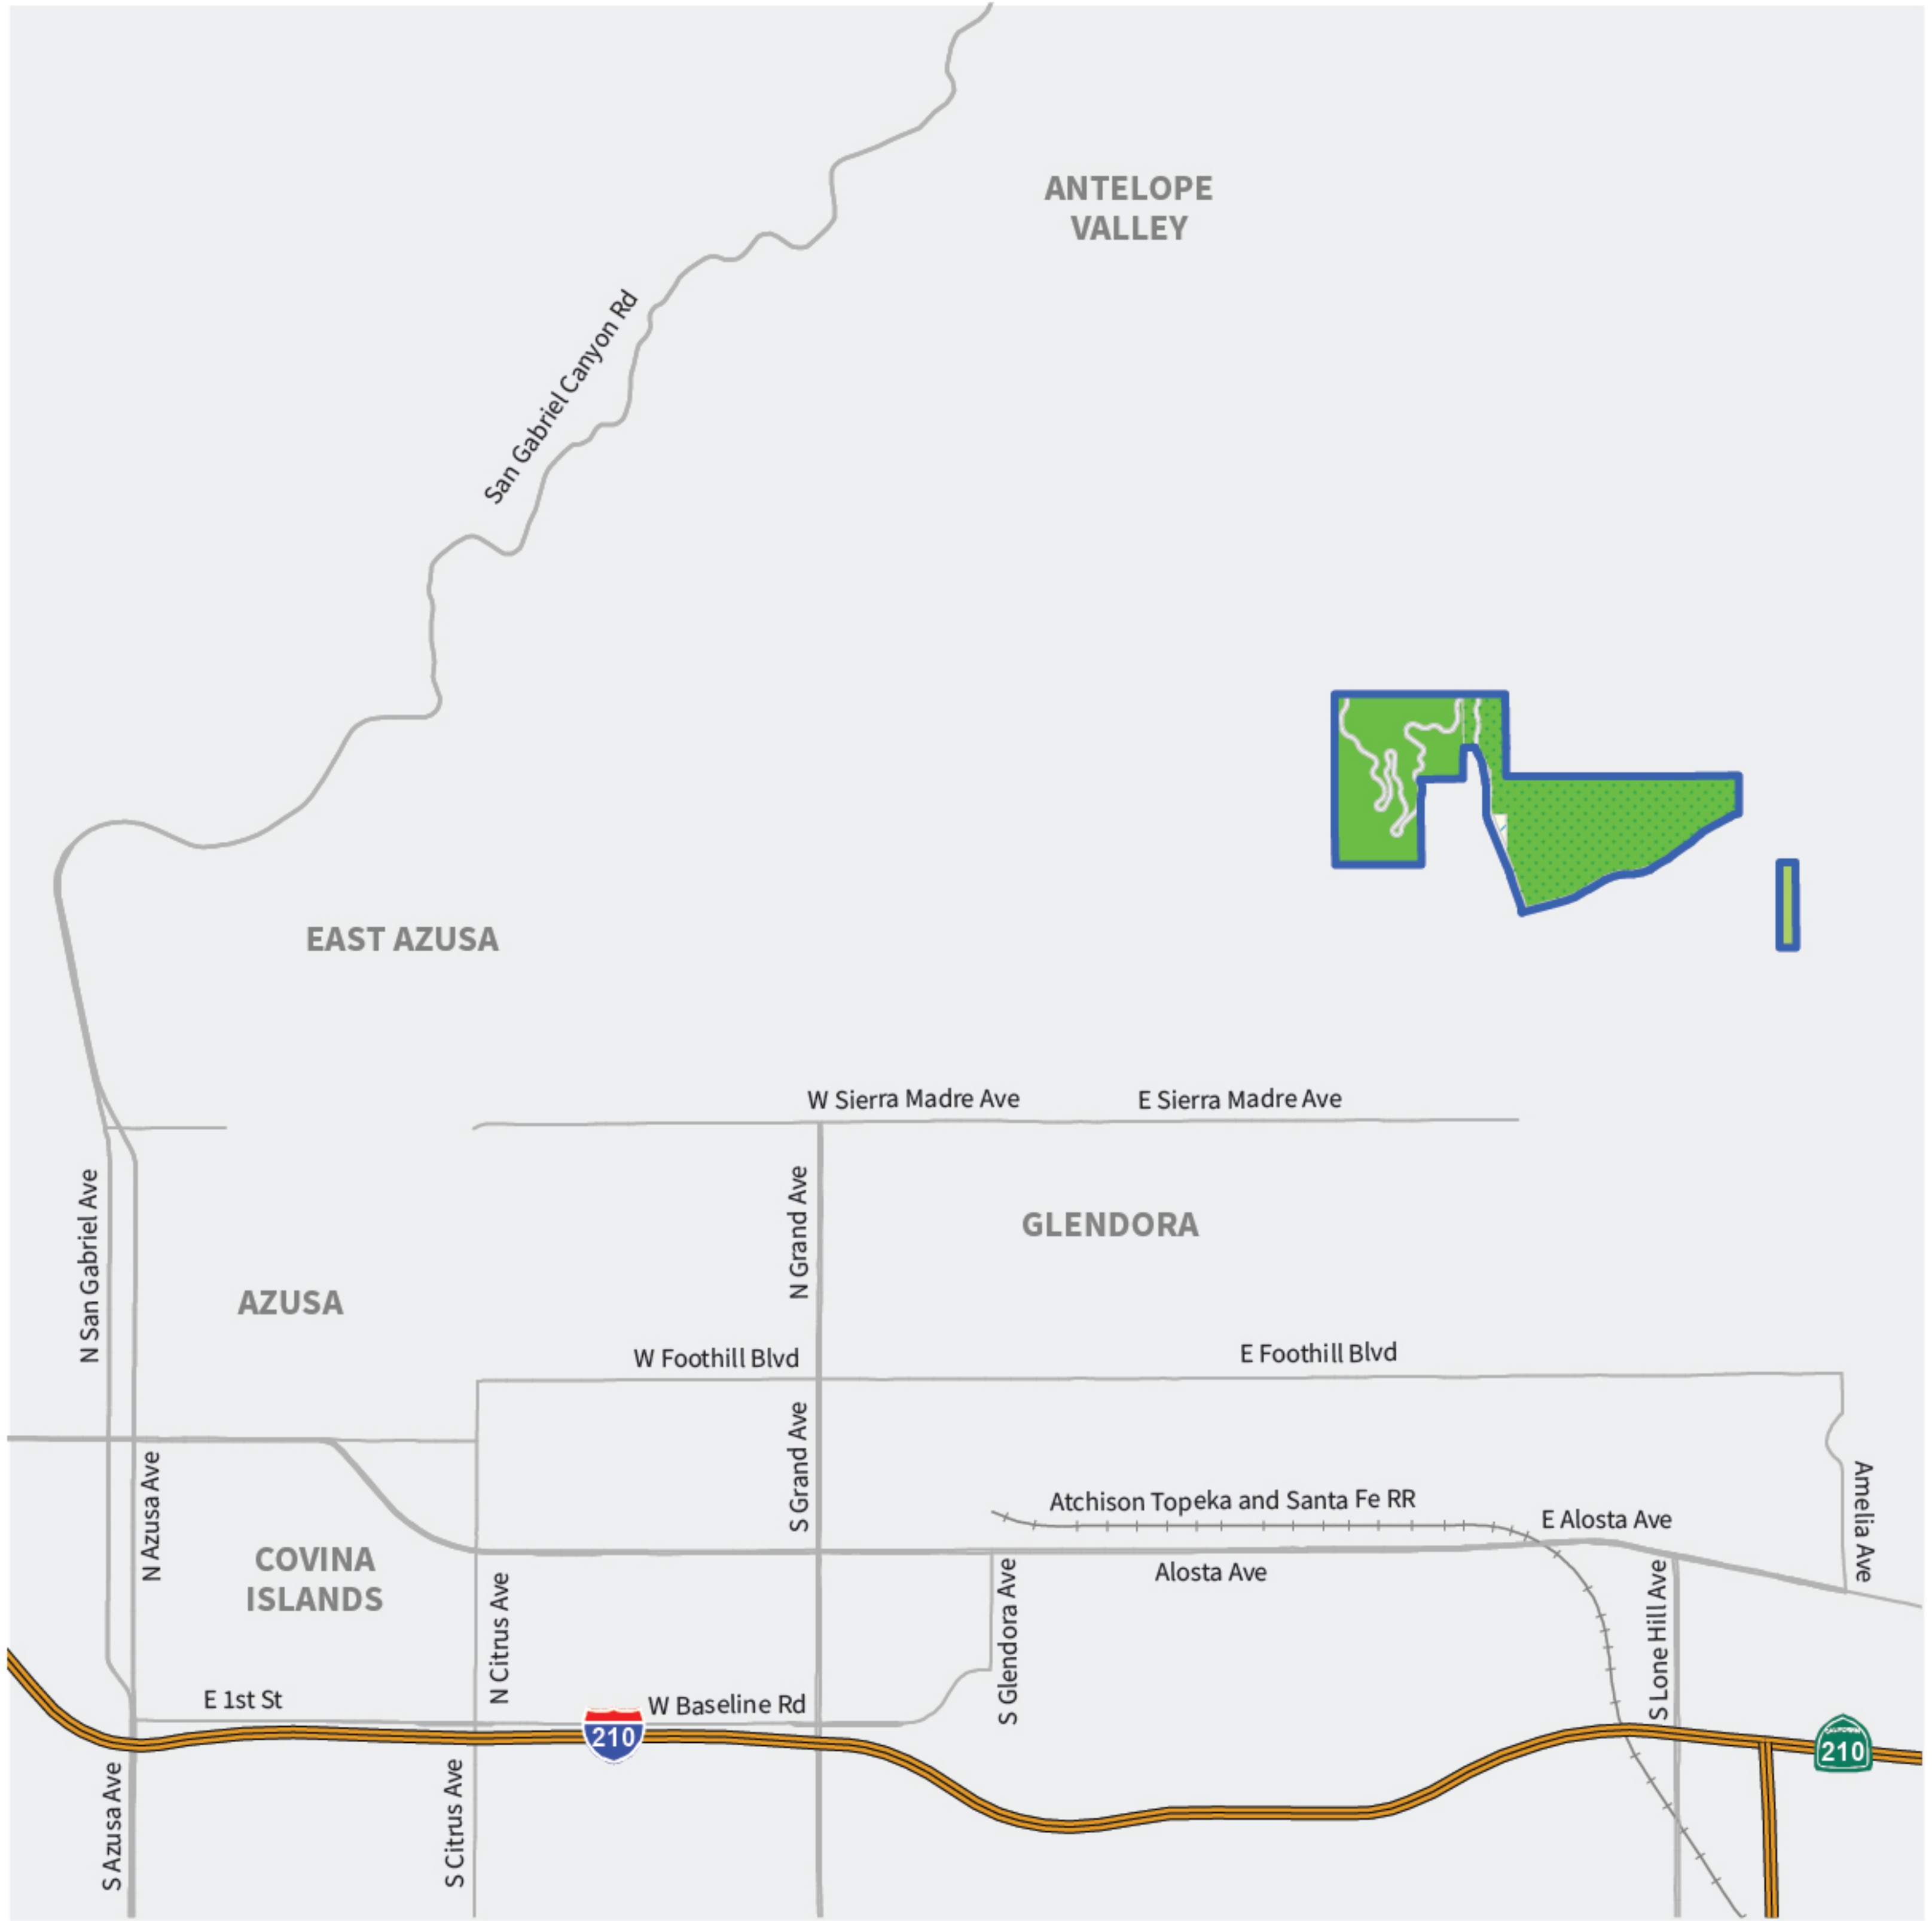 ANTELOPE
VALLEY
San Gabriel Canyon Rd
EAST AZUSA
W Sierra Madre Ave
E Sierra Madre Ave
N San Gabriel Ave
N Grand Ave
GLENDORA
AZUSA
W Foothill Blvd
E Foothill Blvd
S Grand Ave
N Azusa Ave
Atchison Topeka and Santa Fe RR
E Alosta Ave
Amelia Ave
COVINA
ISLANDS
Alosta Ave
N Citrus Ave
S Glendora Ave
S Lone Hill Ave
E 1st St
W Baseline Rd
210
CALIFORNIA
210
S Azusa Ave
S Citrus Ave